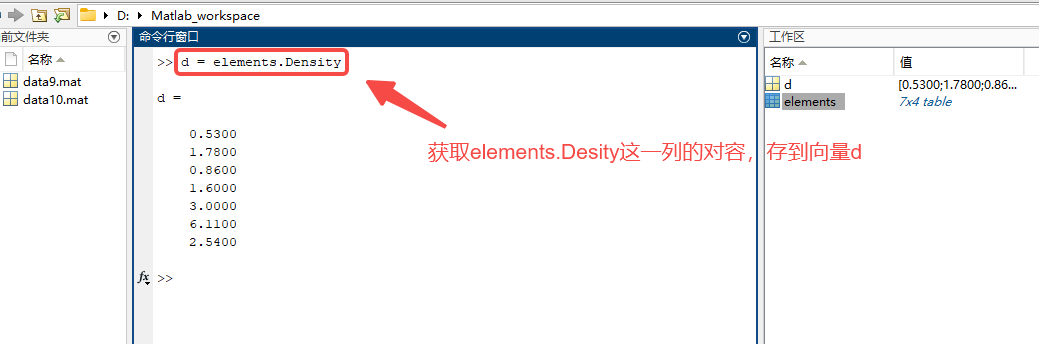 D: Matlab_workspace
前文件夹
名称
data9.mat
data10.mat
命令行窗口
>> d = elements.Density
d =
0.5300
1.7800
0.8600
1.6000
3.0000
6.1100
2.5400
fx >>
获取elements.Desity这一列的对容，存到向量d
工作区
名称 值
d [0.5300;1.7800;0.86...
elements 7x4 table